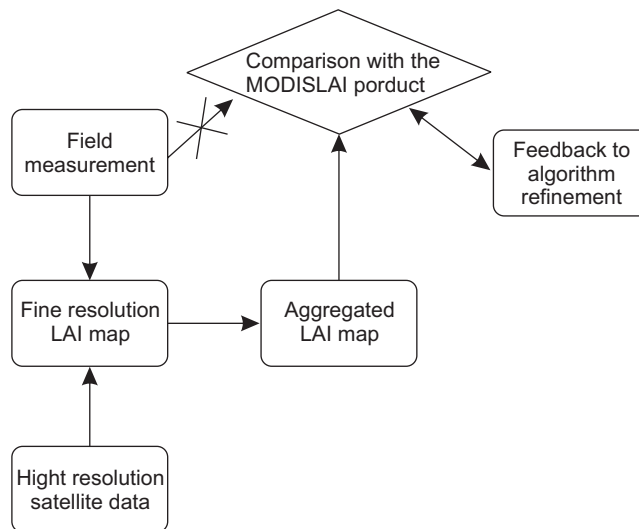 Comparison with the
MODISLAI porduct
Field
measurement
Feedback to
algorithm
refinement
Fine resolution
LAI map
Aggregated
LAI map
Hight resolution
satellite data